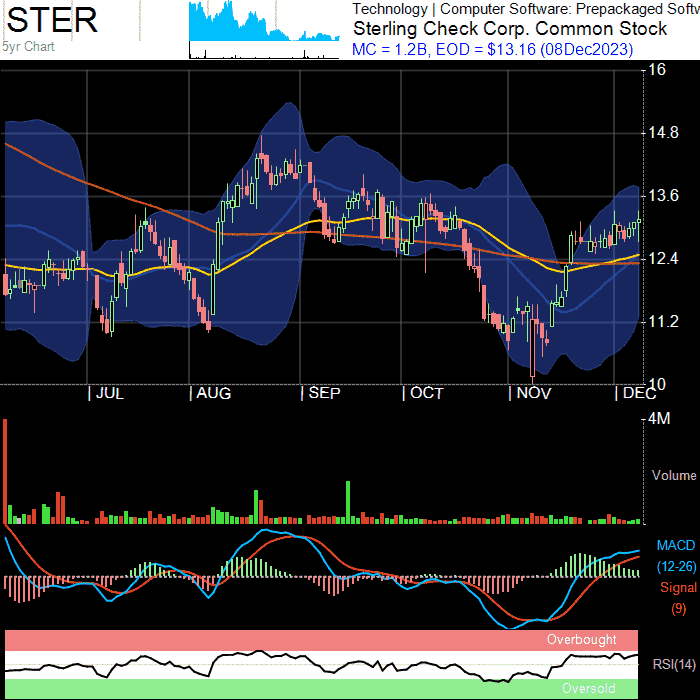 STER
5yr Chart
Technology | Computer Software: Prepackaged Softw
Sterling Check Corp. Common Stock
MC = 1.2B, EOD = $13.16 (08Dec2023)
16
14.8
13.6
12.4
11.2
10
| JUL | AUG | SEP | OCT | NOV | DEC
4M
Volume
MACD
(12-26)
Signal
(9)
Overbought
RSI(14)
Oversold